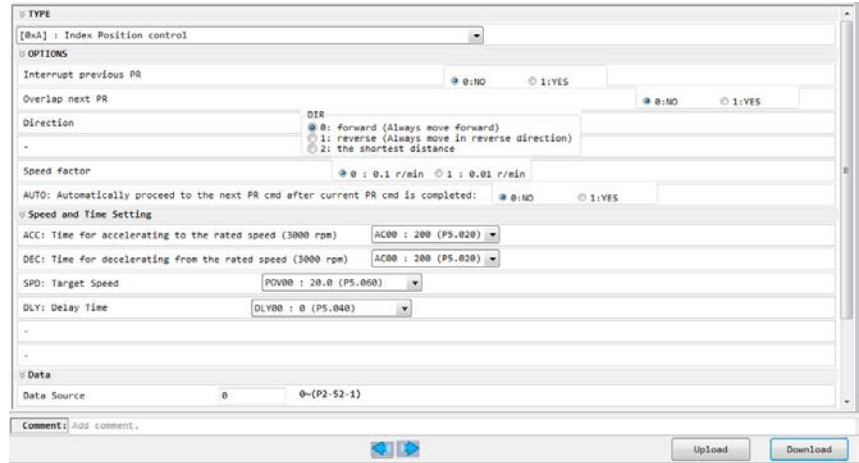 TYPE
[0xA] : Index Position control
OPTIONS
Interrupt previous PR 0:NO 1:YES
Overlap next PR 0:NO 1:YES
Direction
DIR
0: forward (Always move forward)
1: reverse (Always move in reverse direction)
2: the shortest distance
-
Speed factor 0 : 0.1 r/min 1 : 0.01 r/min
AUTO: Automatically proceed to the next PR cmd after current PR cmd is completed: 0:NO 1:YES
Speed and Time Setting
ACC: Time for accelerating to the rated speed (3000 rpm) AC00 : 200 (P5.020)
DEC: Time for decelerating from the rated speed (3000 rpm) AC00 : 200 (P5.020)
SPD: Target Speed POV00 : 20.0 (P5.060)
DLY: Delay Time DLY00 : 0 (P5.040)
-
-
Data
Data Source 0 0~(P2-52-1)
Comment: Add comment.
Upload Download